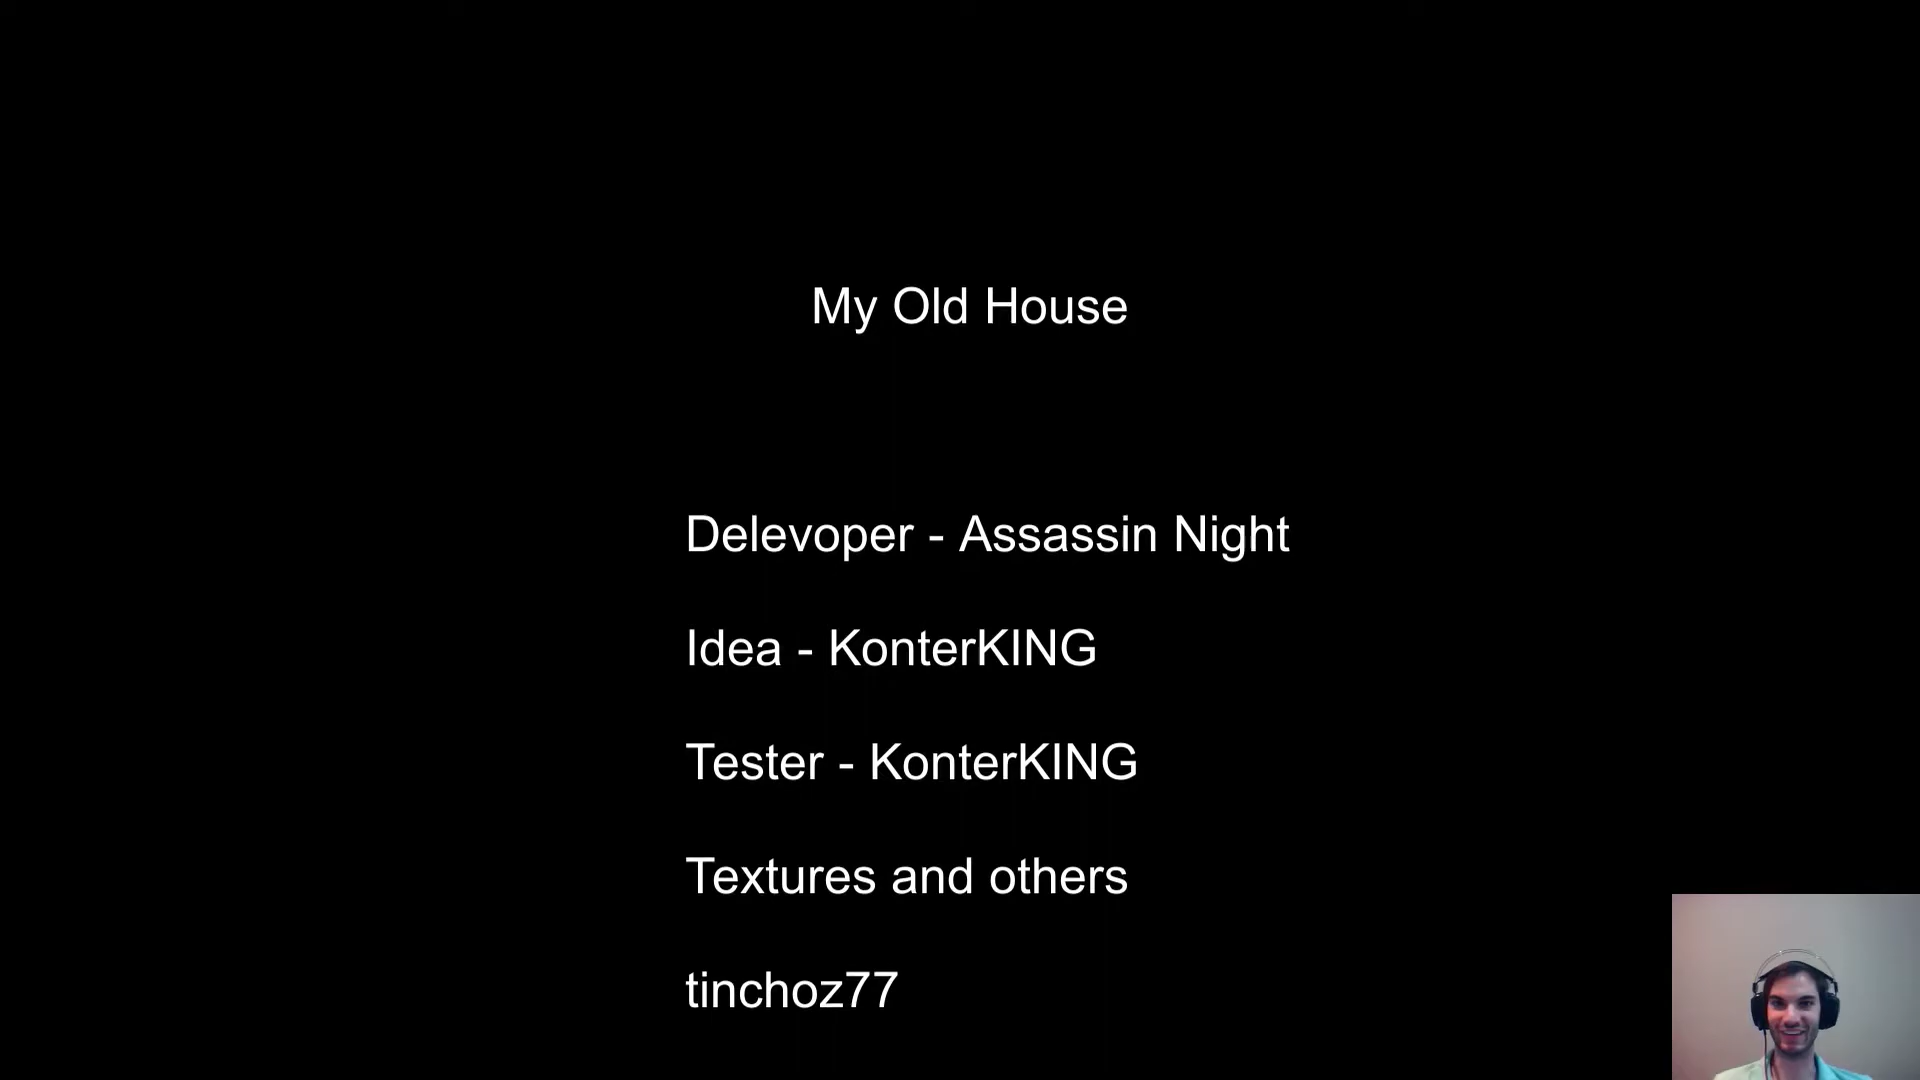 My Old House
Delevoper - Assassin Night
Idea - KonterKING
Tester - KonterKING
Textures and others
tinchoz77